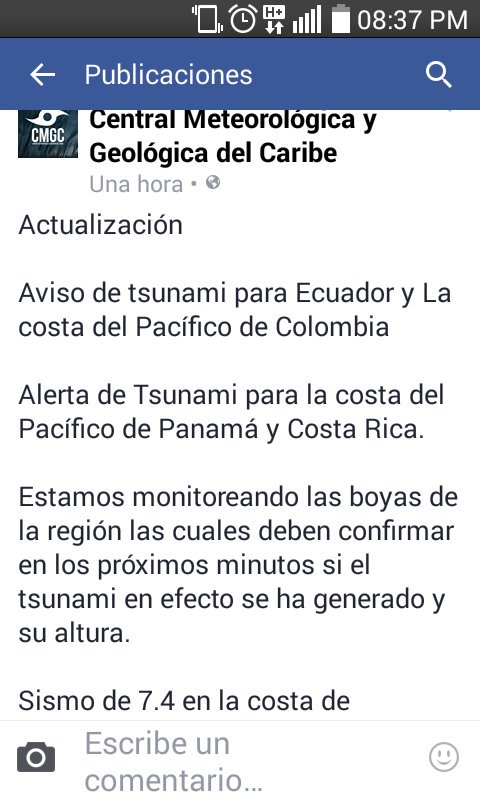 H+
08:37 PM
Publicaciones
CMGC
Central Meteorológica y
Geológica del Caribe
Una hora •
Actualización
Aviso de tsunami para Ecuador y La
costa del Pacífico de Colombia
Alerta de Tsunami para la costa del
Pacífico de Panamá y Costa Rica.
Estamos monitoreando las boyas de
la región las cuales deben confirmar
en los próximos minutos si el
tsunami en efecto se ha generado y
su altura.
Sismo de 7.4 en la costa de
Escribe un
comentario...